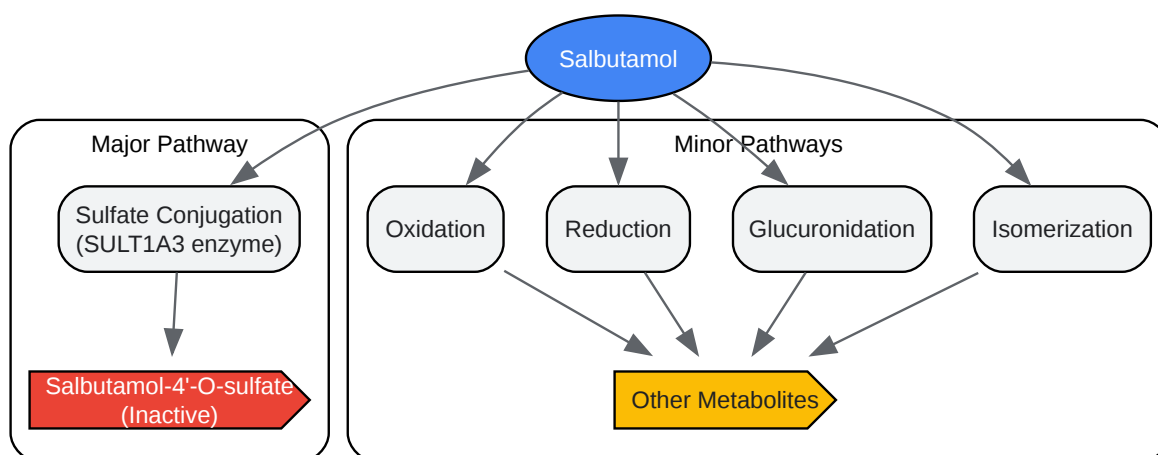 Salbutamol
Major Pathway
Minor Pathways
Sulfate Conjugation
(SULT1A3 enzyme)
Oxidation
Reduction
Glucuronidation
Isomerization
Salbutamol-4'-O-sulfate
(Inactive)
Other Metabolites